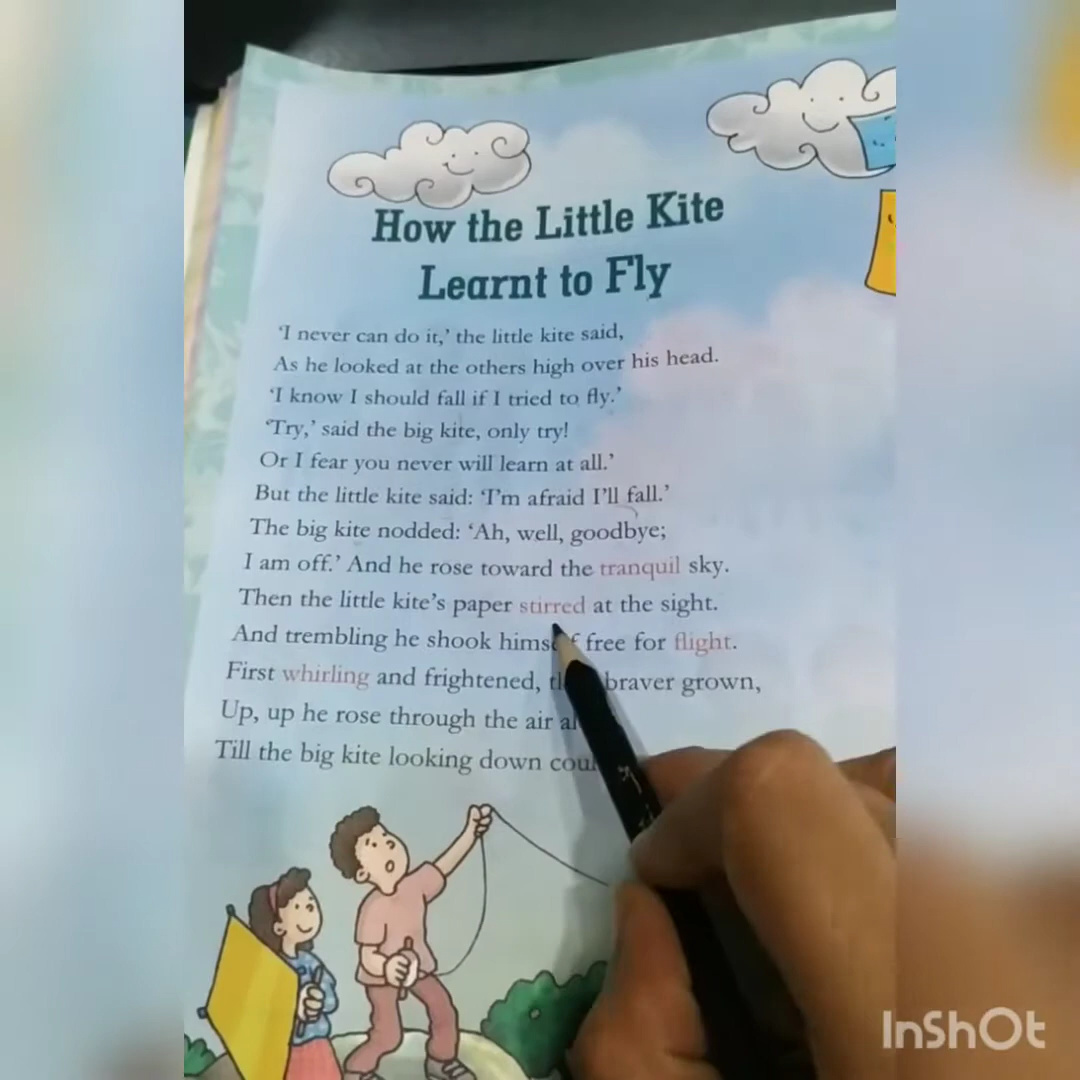 How the Little Kite
Learnt to Fly
‘I never can do it,’ the little kite said,
As he looked at the others high over his head.
‘I know I should fall if I tried to fly.’
‘Try,’ said the big kite, only try!
Or I fear you never will learn at all.’
But the little kite said: ‘I’m afraid I’ll fall.’
The big kite nodded: ‘Ah, well, goodbye;
I am off.’ And he rose toward the tranquil sky.
Then the little kite’s paper stirred at the sight.
And trembling he shook himself free for flight.
First whirling and frightened, braver grown,
Up, up he rose through the air
Till the big kite looking down
InShOt